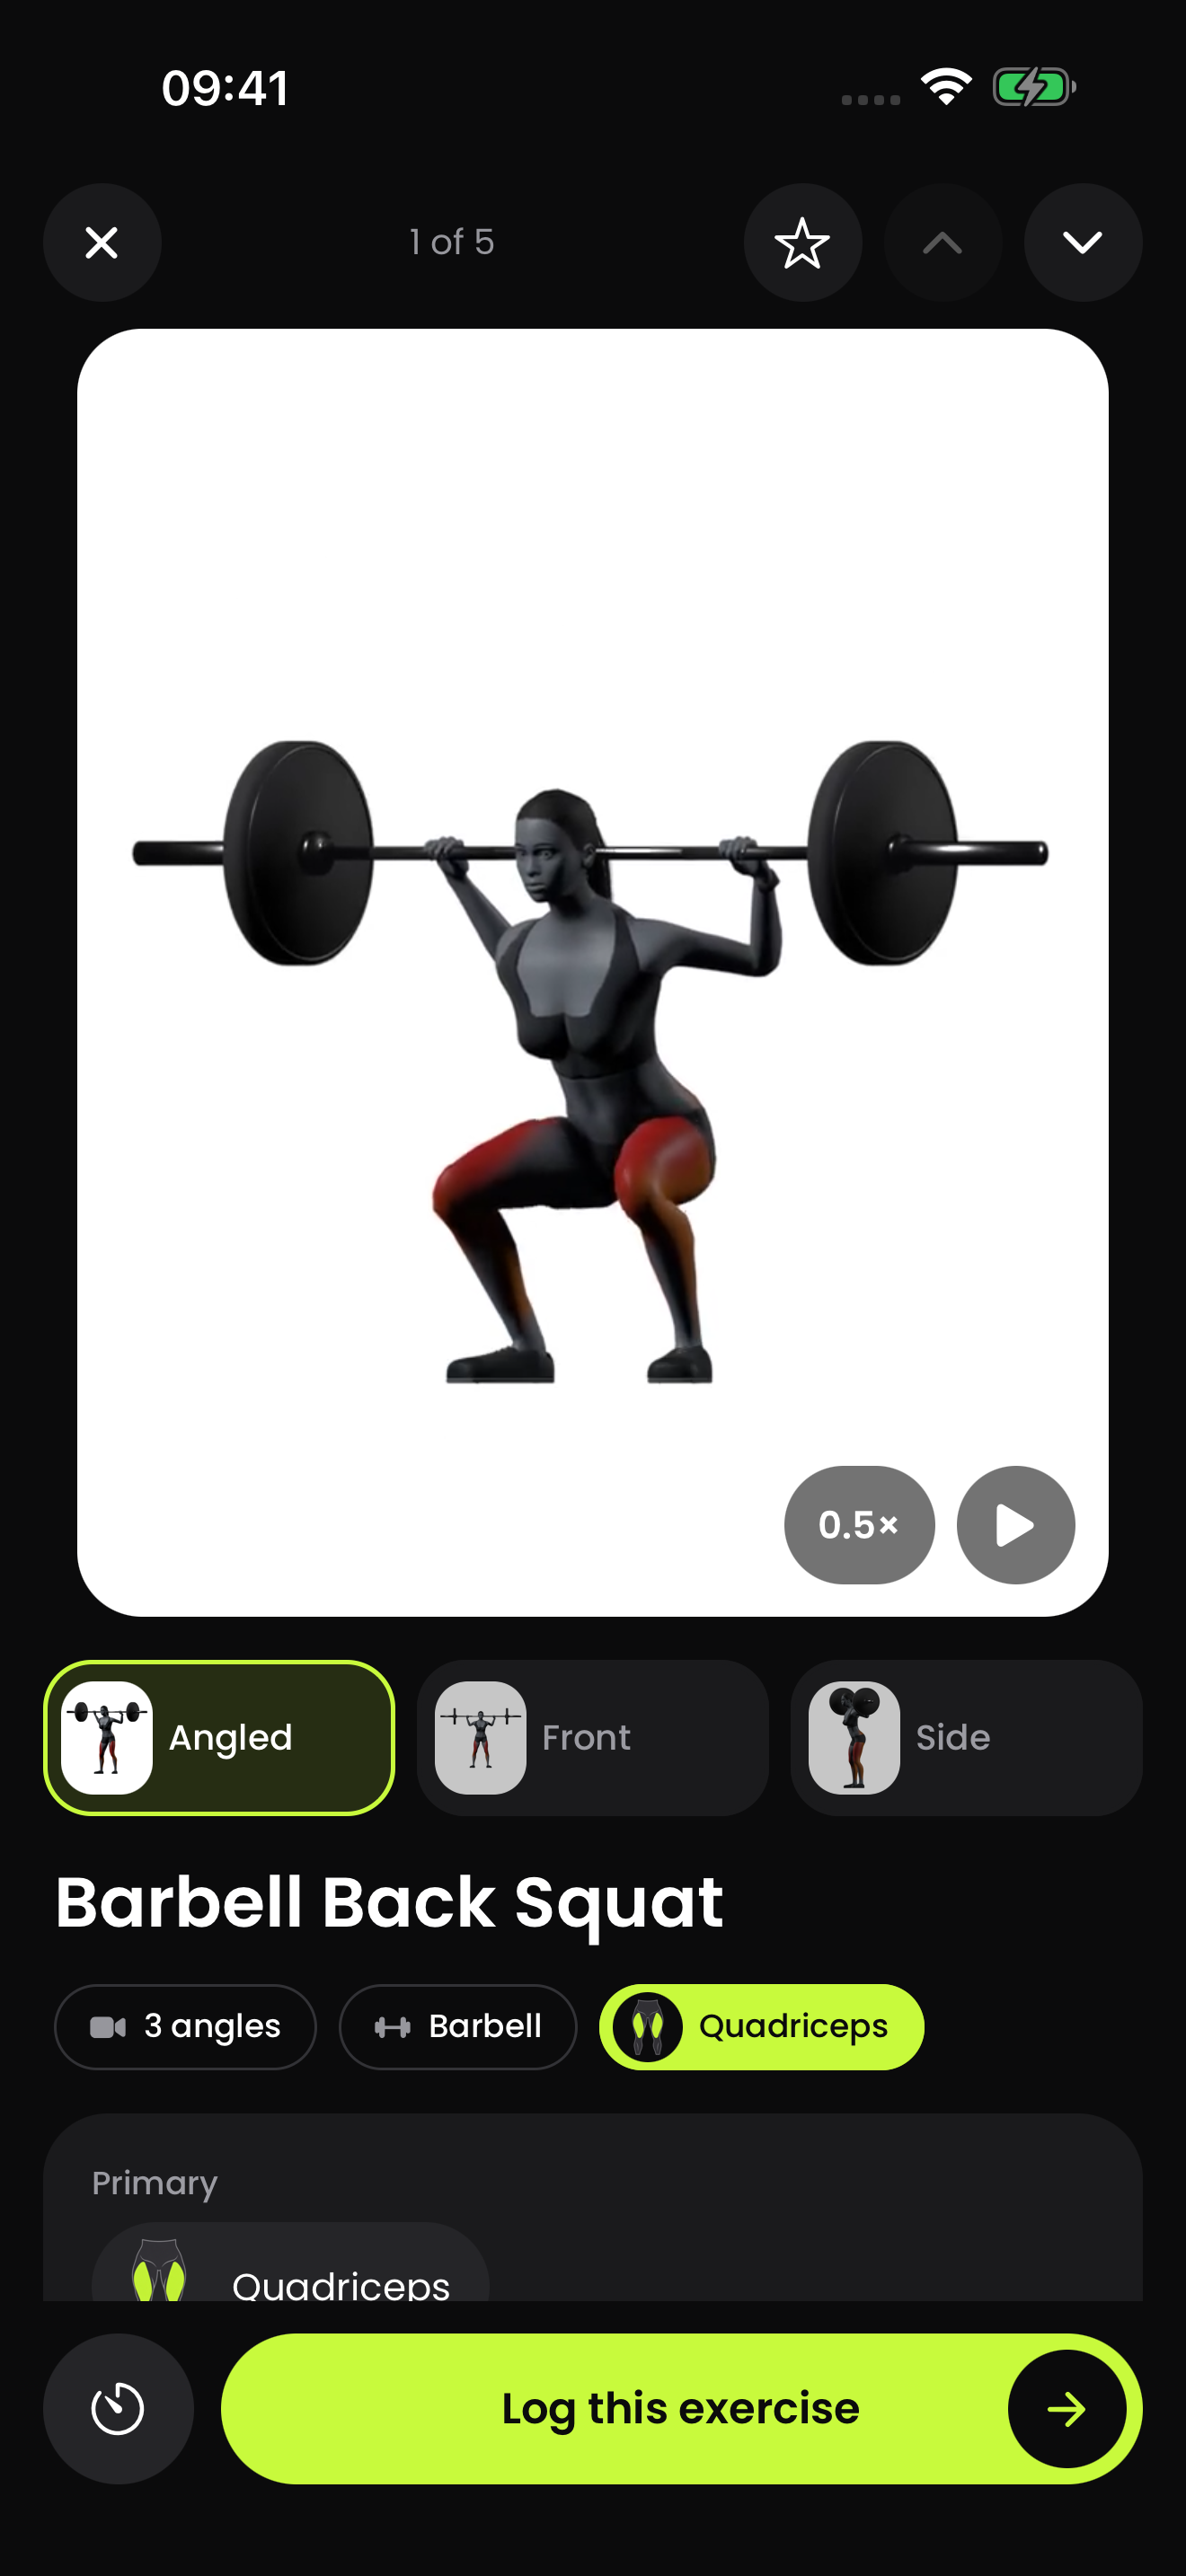 09:41
1 of 5
0.5×
Angled
Front
Side
Barbell Back Squat
3 angles
Barbell
Quadriceps
Primary
Quadriceps
Log this exercise